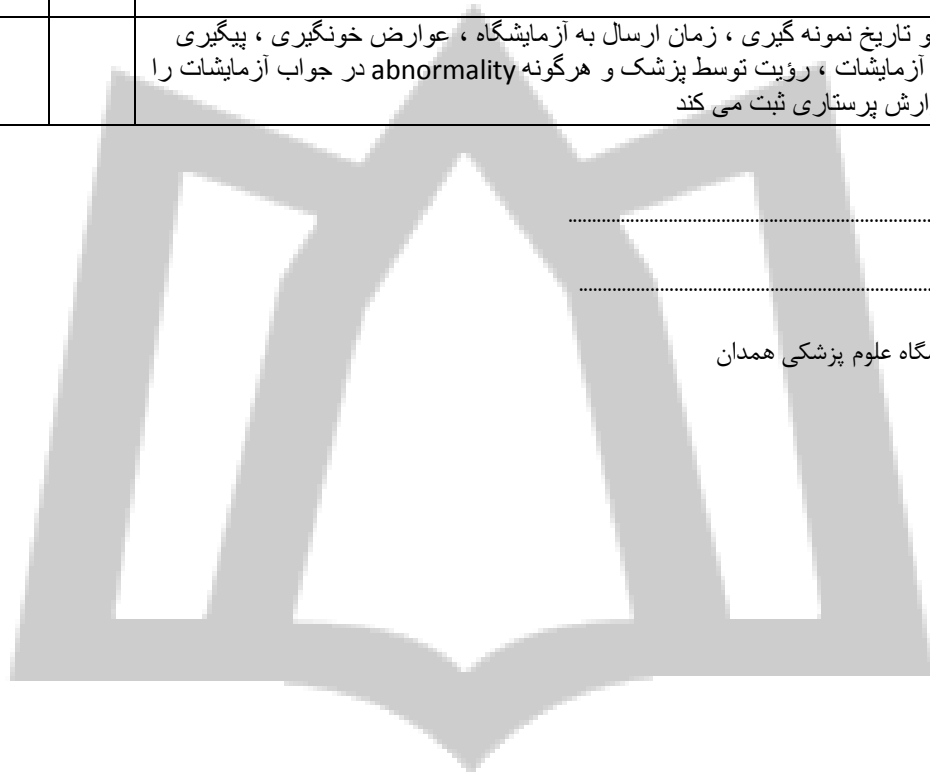 و تاریخ نمونه گیری ، زمان ارسال به آزمایشگاه ، عوارض خونگیری ، پیگیری
آزمایشات ، رؤیت توسط پزشک و هرگونه abnormality در جواب آزمایشات را
ارش پرستاری ثبت می کند
................................................................................
..............................................................................
گاه علوم پزشکی همدان